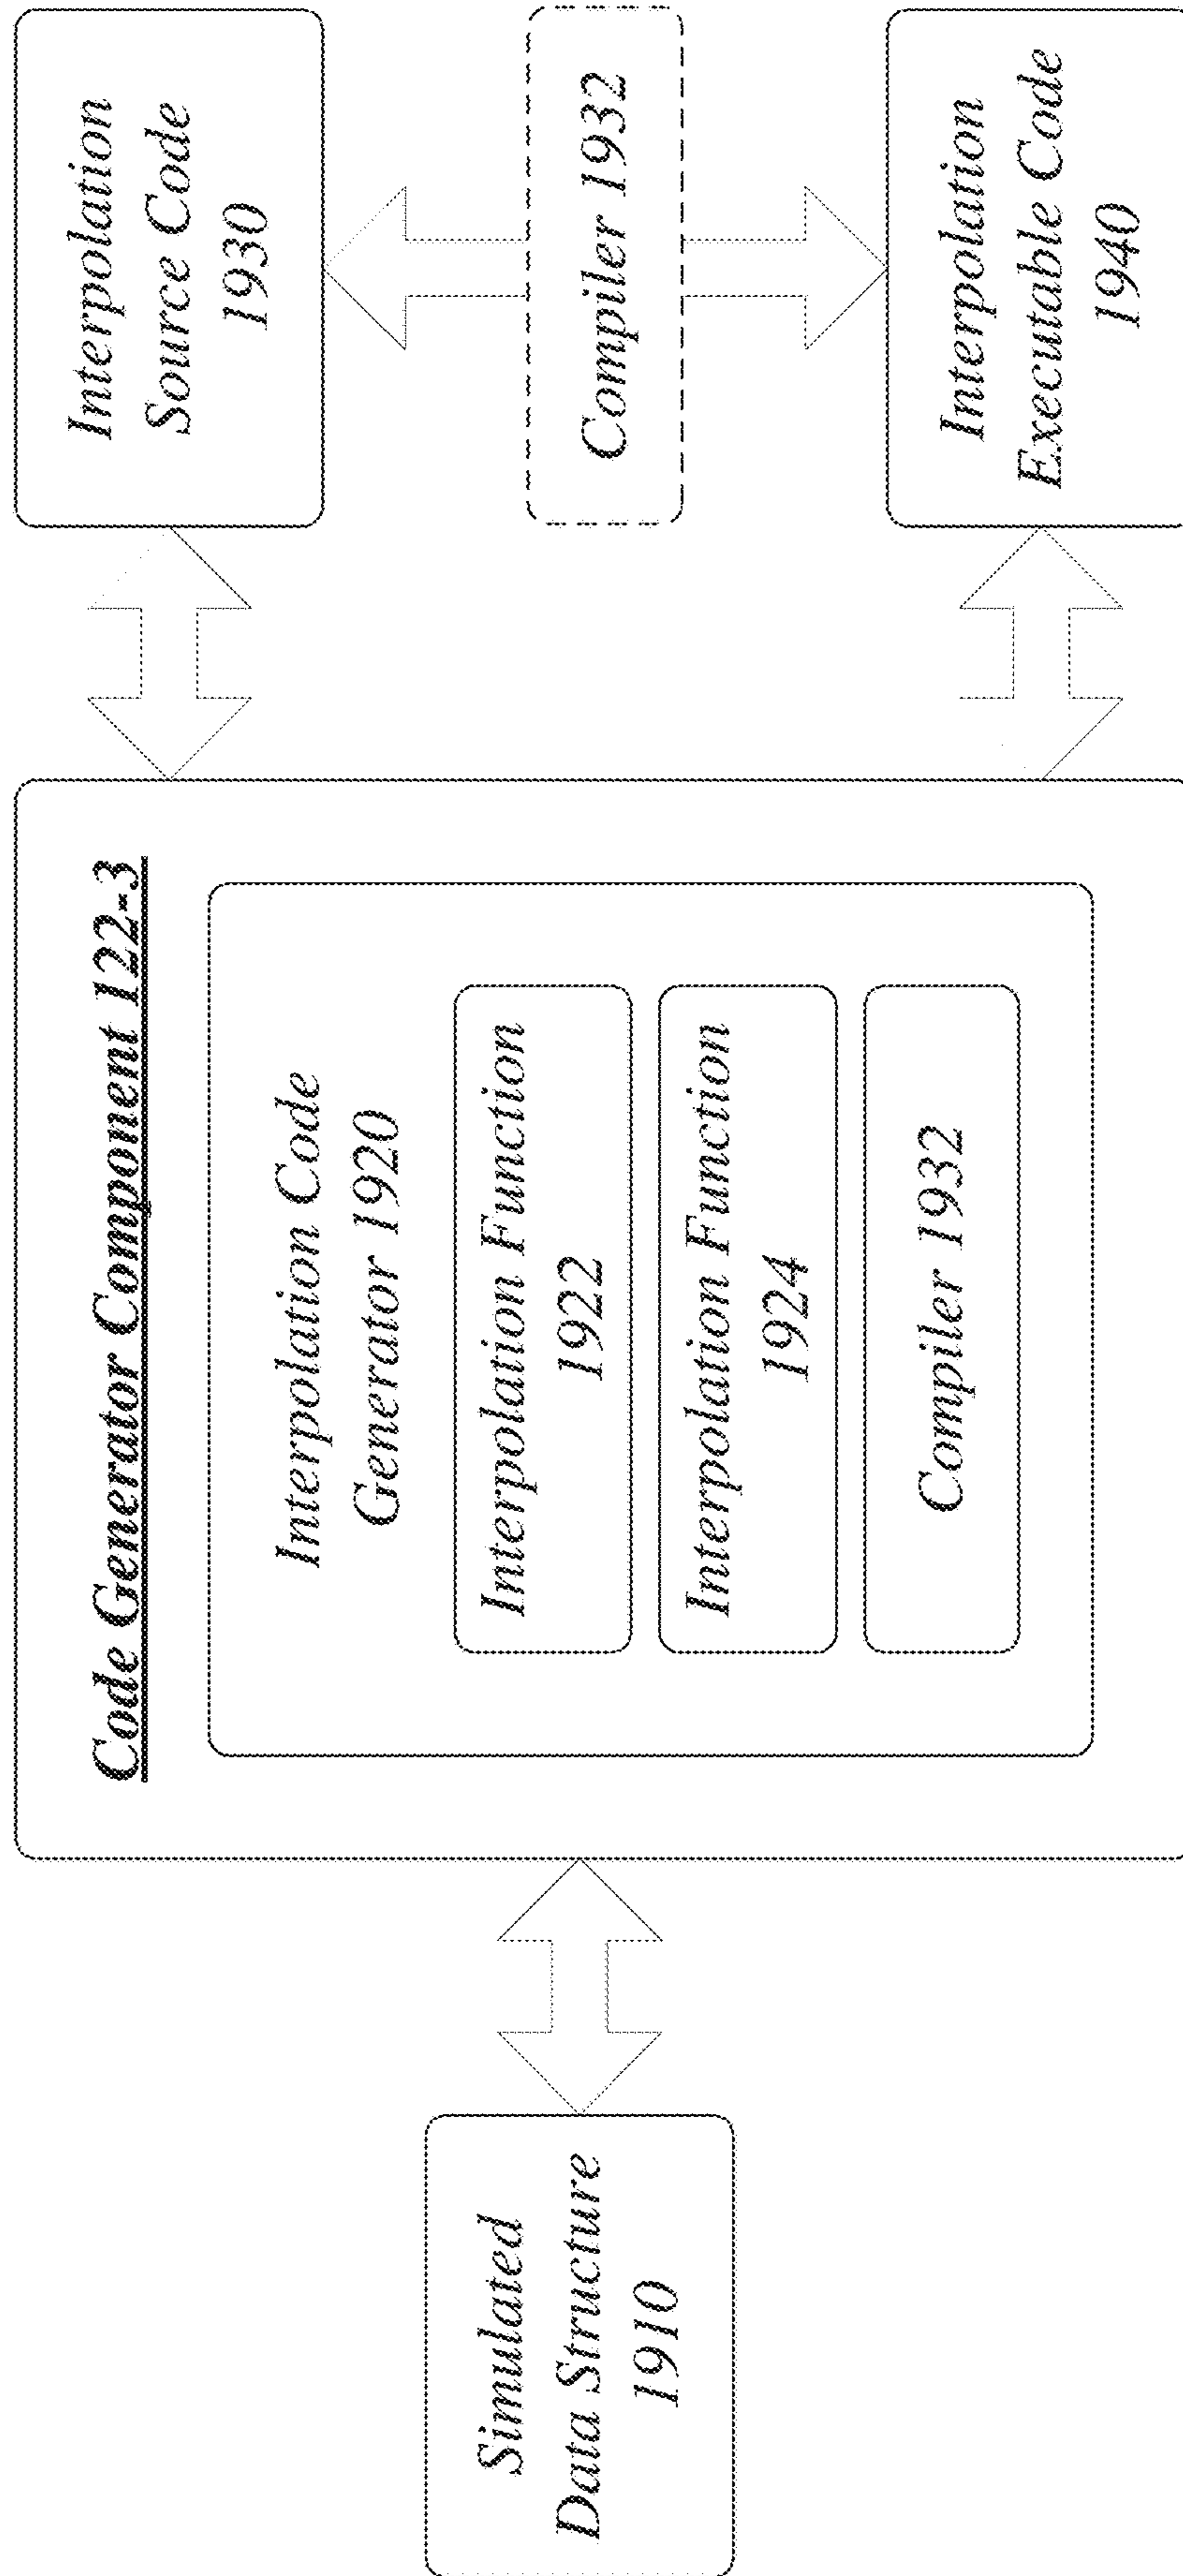 Simulated
Data Structure
1910
Code Generator Component 122-3
Interpolation Code
Generator 1920
Interpolation Function
1922
Interpolation Function
1924
Compiler 1932
Interpolation
Source Code
1930
Compiler 1932
Interpolation
Executable Code
1940